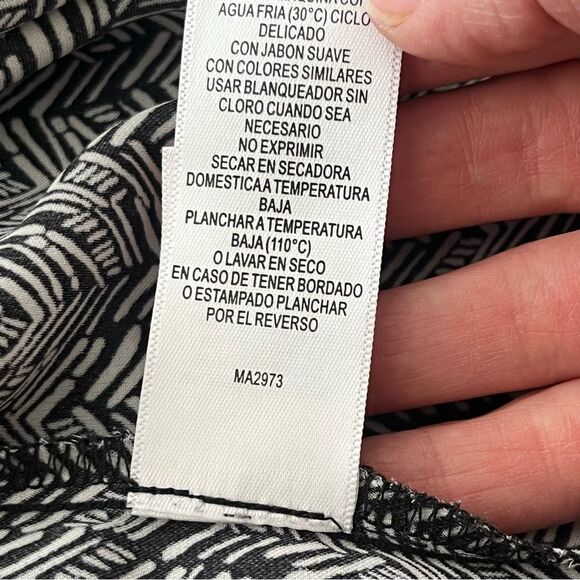 AGUA FRIA (30°C) CICLO
DELICADO
CON JABON SUAVE
CON COLORES SIMILARES
USAR BLANQUEADOR SIN
CLORO CUANDO SEA
NECESARIO
NO EXPRIMIR
SECAR EN SECADORA
DOMESTICA A TEMPERATURA
BAJA
PLANCHAR A TEMPERATURA
BAJA (110°C)
O LAVAR EN SECO
EN CASO DE TENER BORDADO
O ESTAMPADO PLANCHAR
POR EL REVERSO
MA2973